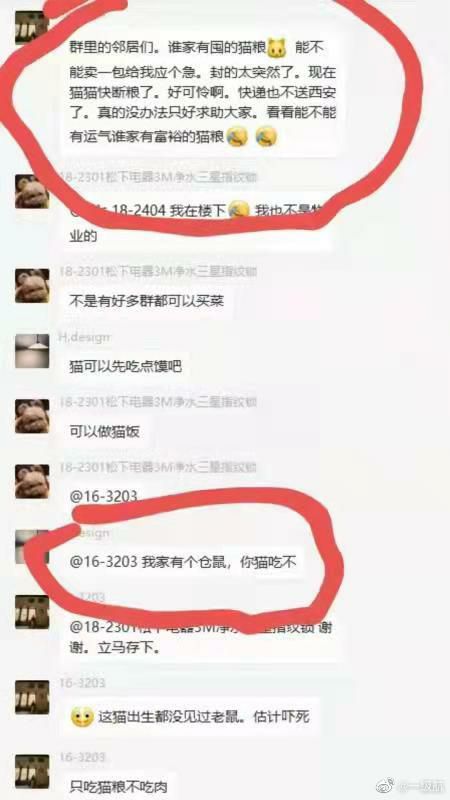 群里的邻居们。谁家有囤的猫粮 能不
能卖一包给我应个急。封的太突然了。现在
猫猫快断粮了。好可怜啊。快递也不送西安
了。真的没办法只好求助大家。看看能不能
有运气谁家有富裕的猫粮
18-2301松下电器3M净水三星指纹锁
18-2404 我在楼下 我也不是物
业的
18-2301松下电器3M净水三星指纹锁
不是有好多群都可以买菜
H.design
猫可以先吃点馍吧
18-2301松下电器3M净水三星指纹锁
可以做猫饭
18-2301松下电器3M净水三星指纹锁
@16-3203
design
@16-3203 我家有个仓鼠，你猫吃不
3203
@18-2301松下电器3M净水三星指纹锁 谢
谢。立马存下。
16-3203
这猫出生都没见过老鼠。估计吓死
16-3203
只吃猫粮不吃肉
@一级航